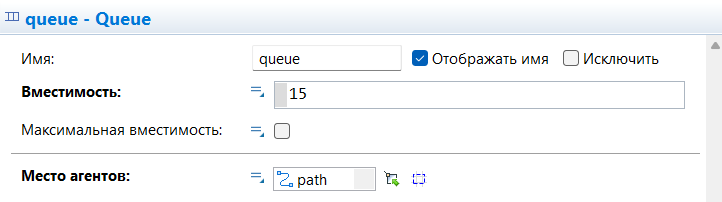 queue - Queue
Имя: queue Отображать имя Исключить
Вместимость: 15
Максимальная вместимость:
Место агентов: path